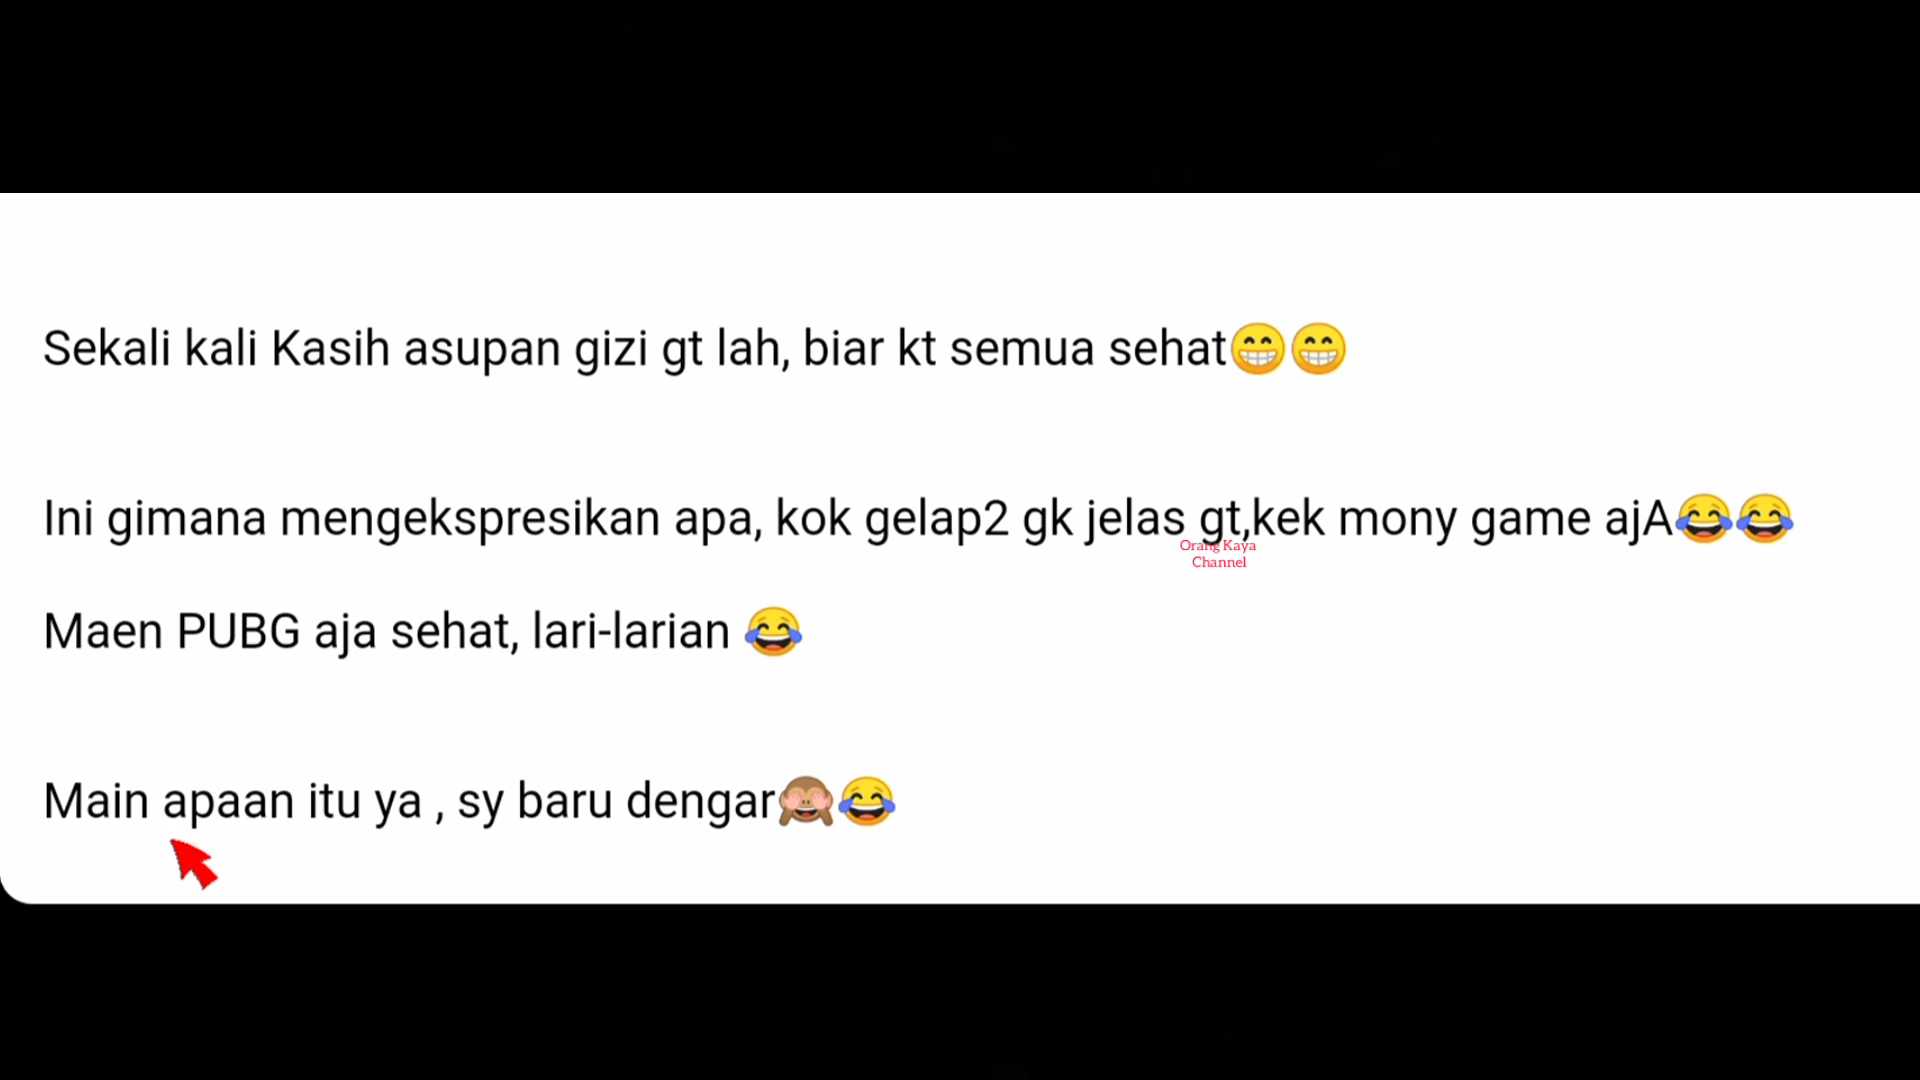 Sekali kali Kasih asupan gizi gt lah, biar kt semua sehat😁😁
Ini gimana mengekspresikan apa, kok gelap2 gk jelas gt,kek mony game ajA😂😂
Orang Kaya
Channel
Maen PUBG aja sehat, lari-larian 😂
Main apaan itu ya , sy baru dengar🙈😂